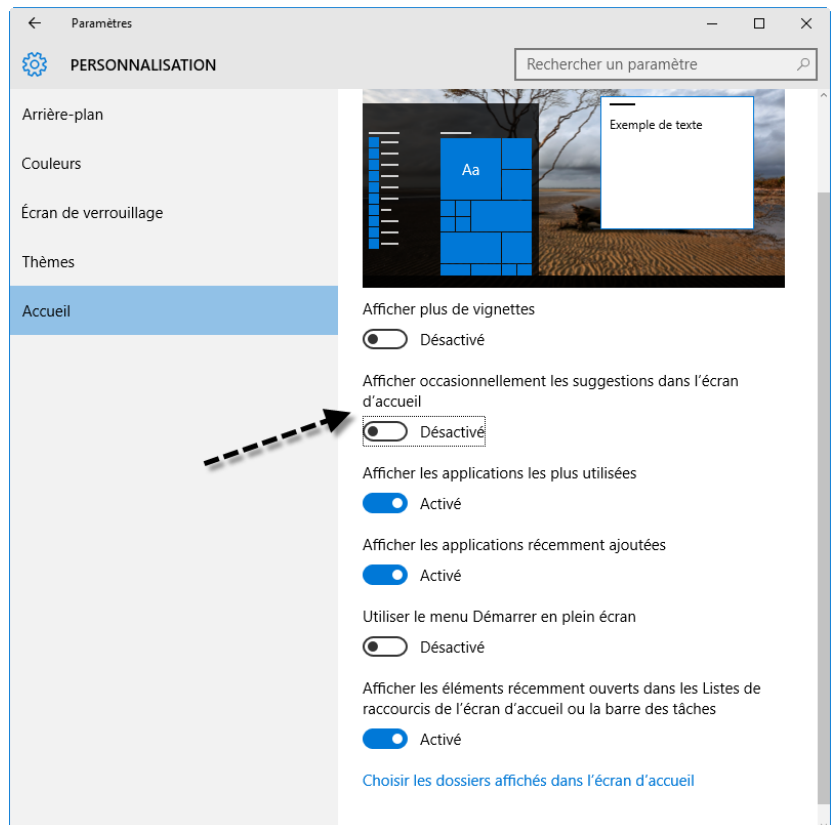 Paramètres
PERSONNALISATION
Rechercher un paramètre
Arrière-plan
Couleurs
Écran de verrouillage
Thèmes
Accueil
Aa
Exemple de texte
Afficher plus de vignettes
Désactivé
Afficher occasionnellement les suggestions dans l'écran
d'accueil
Désactivé
Afficher les applications les plus utilisées
Activé
Afficher les applications récemment ajoutées
Activé
Utiliser le menu Démarrer en plein écran
Désactivé
Afficher les éléments récemment ouverts dans les Listes de
raccourcis de l'écran d'accueil ou la barre des tâches
Activé
Choisir les dossiers affichés dans l'écran d'accueil